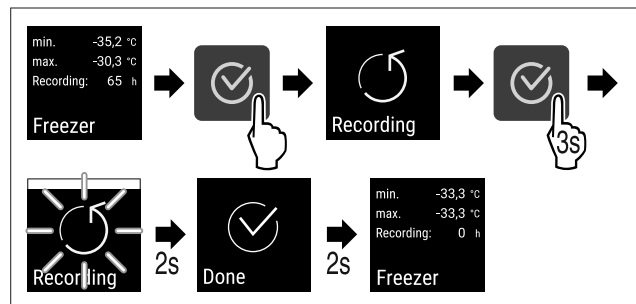 min. -35,2 °C
max. -30,3 °C
Recording: 65 h
Freezer
Recording
3s
Recording
2s
Done
2s
min. -33,3 °C
max. -33,3 °C
Recording: 0 h
Freezer